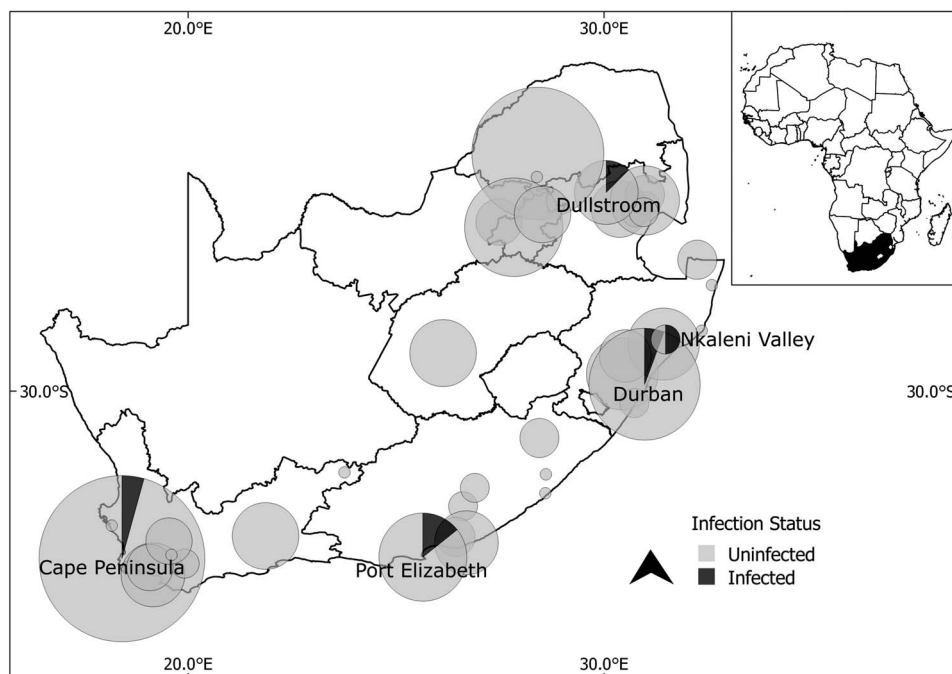 20.0°E
30.0°E
Dullstroom
Nkaleni Valley
30.0°S
Durban
30.0°S
Infection Status
Uninfected
Infected
Cape Peninsula
Port Elizabeth
20.0°E
30.0°E